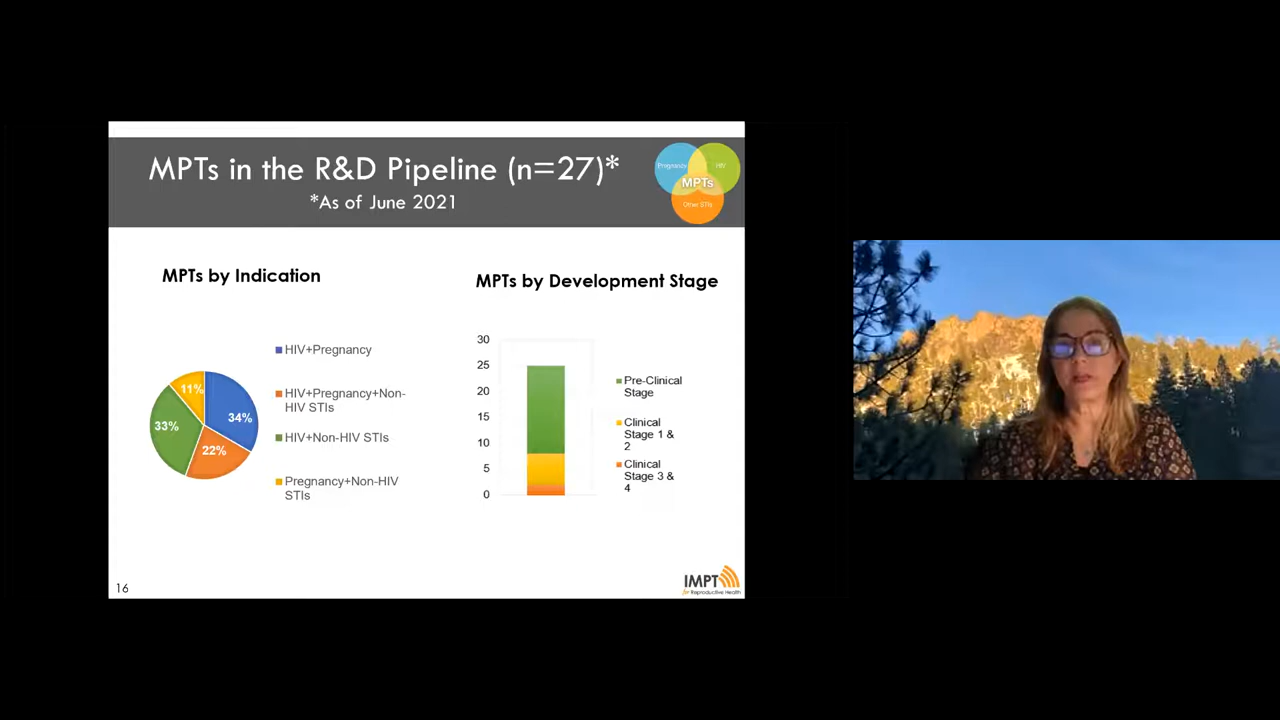 MPTs in the R&D Pipeline (n=27)*
*As of June 2021
Pregnancy
HIV
MPTs
Other STIs
MPTs by Indication
11%
34%
33%
22%
HIV+Pregnancy
HIV+Pregnancy+Non-
HIV STIs
HIV+Non-HIV STIs
Pregnancy+Non-HIV
STIs
MPTs by Development Stage
30
25
20
15
10
5
0
Pre-Clinical
Stage
Clinical
Stage 1 &
2
Clinical
Stage 3 &
4
16
IMPT
for Reproductive Health